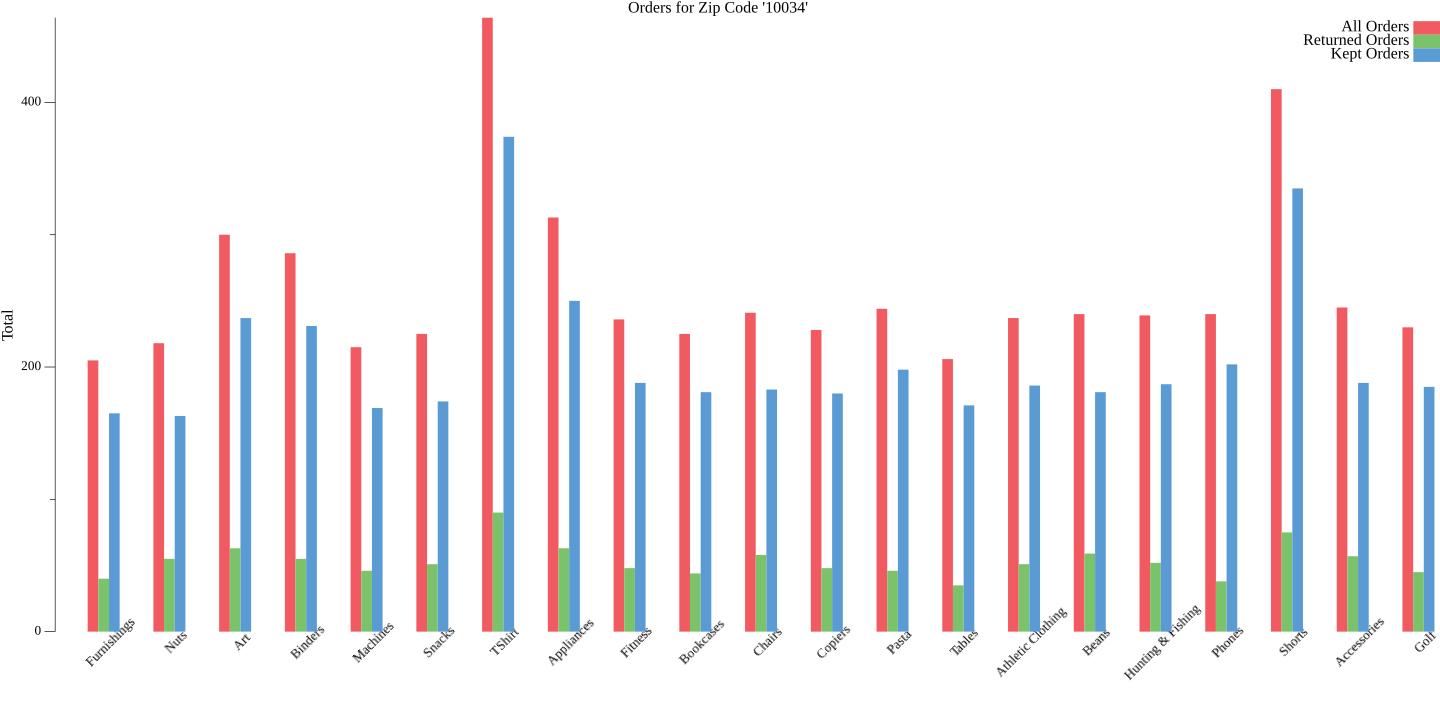 Orders for Zip Code '10034'
All Orders
Returned Orders
Kept Orders
Total
400
200
0
Furnishings
Nuts
Art
Binders
Machines
Snacks
TShirt
Appliances
Fitness
Bookcases
Chairs
Copiers
Pasta
Tables
Athletic Clothing
Beans
Hunting & Fishing
Phones
Shorts
Accessories
Golf